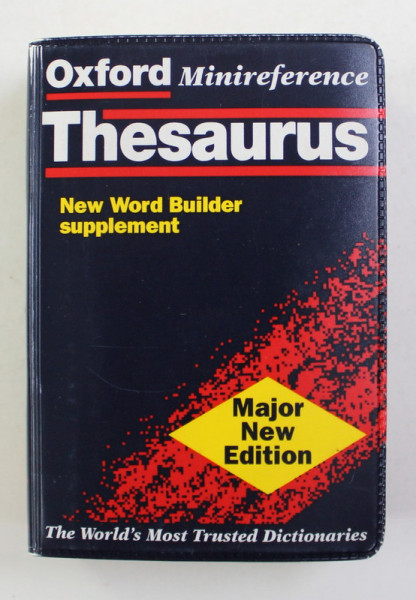 Oxford Minireference
Thesaurus
New Word Builder
supplement
Major
New
Edition
The World's Most Trusted Dictionaries